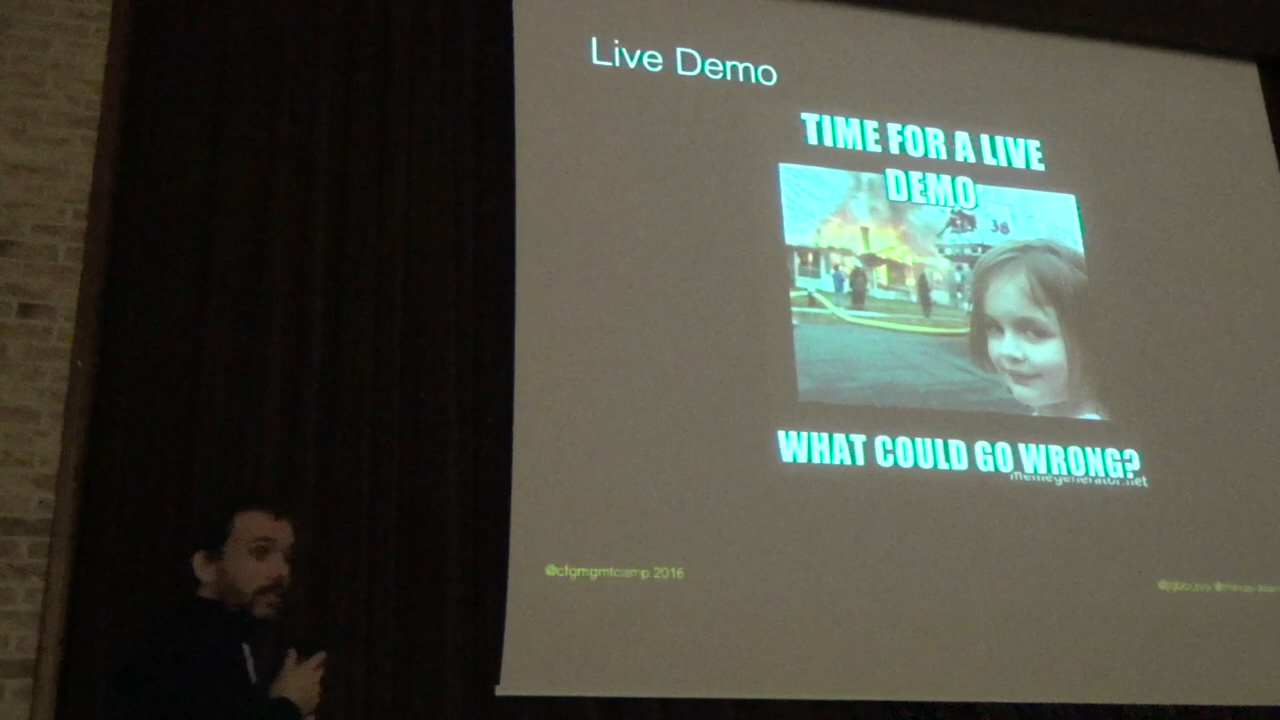 Live Demo
TIME FOR A LIVE
DEMO
38
WHAT COULD GO WRONG?
memegenerator.net
@cfgmgmtcamp 2016